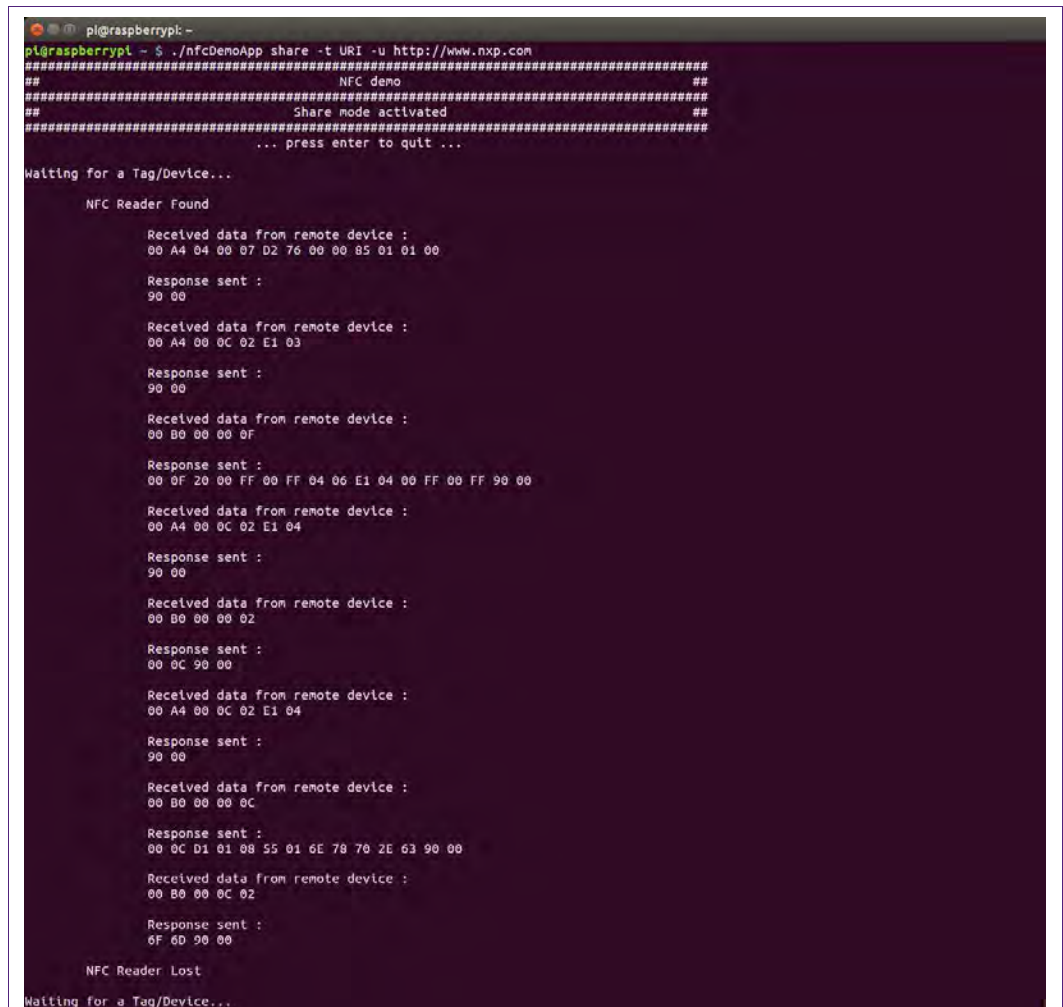 pi@raspberrypi: ~
pi@raspberrypi ~ $ ./nfcDemoApp share -t URI -u http://www.nxp.com
#########################################################################################
##                                       NFC demo                                      ##
#########################################################################################
##                                 Share mode activated                                ##
#########################################################################################
... press enter to quit ...
Waiting for a Tag/Device...
NFC Reader Found
Received data from remote device :
00 A4 04 00 07 D2 76 00 00 85 01 01 00
Response sent :
90 00
Received data from remote device :
00 A4 00 0C 02 E1 03
Response sent :
90 00
Received data from remote device :
00 B0 00 00 0F
Response sent :
00 0F 20 00 FF 00 FF 04 06 E1 04 00 FF 00 FF 90 00
Received data from remote device :
00 A4 00 0C 02 E1 04
Response sent :
90 00
Received data from remote device :
00 B0 00 00 02
Response sent :
00 0C 90 00
Received data from remote device :
00 A4 00 0C 02 E1 04
Response sent :
90 00
Received data from remote device :
00 B0 00 00 0C
Response sent :
00 0C D1 01 08 55 01 6E 78 70 2E 63 90 00
Received data from remote device :
00 B0 00 0C 02
Response sent :
6F 6D 90 00
NFC Reader Lost
Waiting for a Tag/Device...